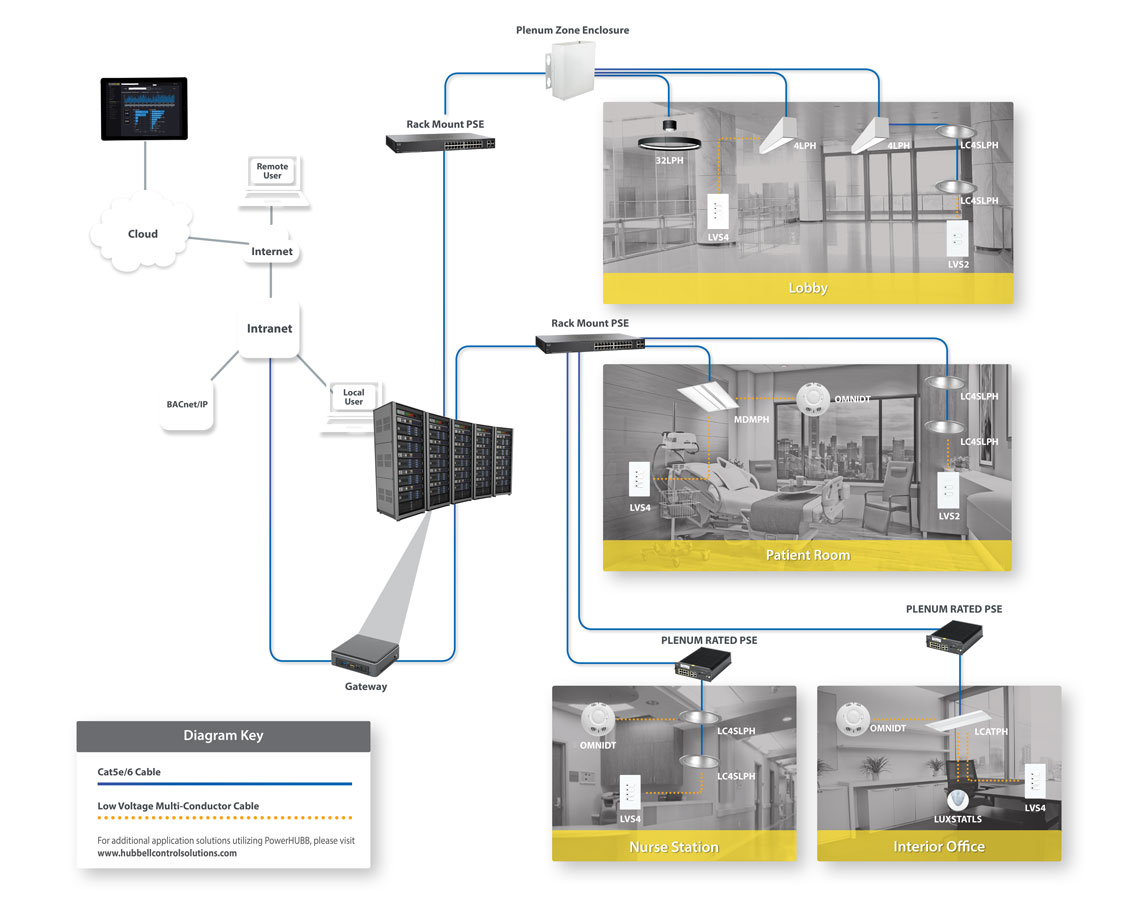 Plenum Zone Enclosure
Rack Mount PSE
Remote
User
Cloud
Internet
Intranet
BACnet/IP
Local
User
Gateway
32LPH
4LPH
4LPH
LC4SLPH
LC4SLPH
LVS4
LVS2
Lobby
Rack Mount PSE
MDMPH
OMNIDT
LC4SLPH
LC4SLPH
LVS4
LVS2
Patient Room
PLENUM RATED PSE
PLENUM RATED PSE
OMNIDT
LC4SLPH
LC4SLPH
LVS4
Nurse Station
OMNIDT
LCATPH
LUXSTATLS
LVS4
Interior Office
Diagram Key
Cat5e/6 Cable
Low Voltage Multi-Conductor Cable
For additional application solutions utilizing PowerHUBB, please visit
www.hubbellcontrolsolutions.com